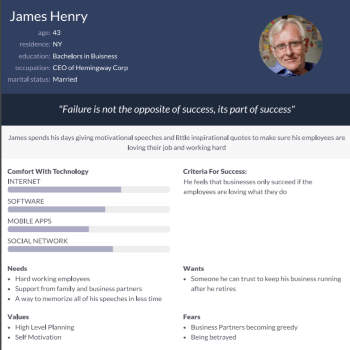 James Henry
age: 43
residence: NY
education: Bachelors in Buisness
occupation: CEO of Hemingway Corp
marital status: Married
"Failure is not the opposite of success, its part of success"
James spends his days giving motivational speeches and little inspirational quotes to make sure his employees are
loving their job and working hard
Comfort With Technology
INTERNET
SOFTWARE
MOBILE APPS
SOCIAL NETWORK
Criteria For Success:
He feels that businesses only succeed if the
employees are loving what they do
Needs
Hard working employees
Support from family and business partners
A way to memorize all of his speeches in less time
Wants
Someone he can trust to keep his business running
after he retires
Values
High Level Planning
Self Motivation
Fears
Business Partners becoming greedy
Being betrayed